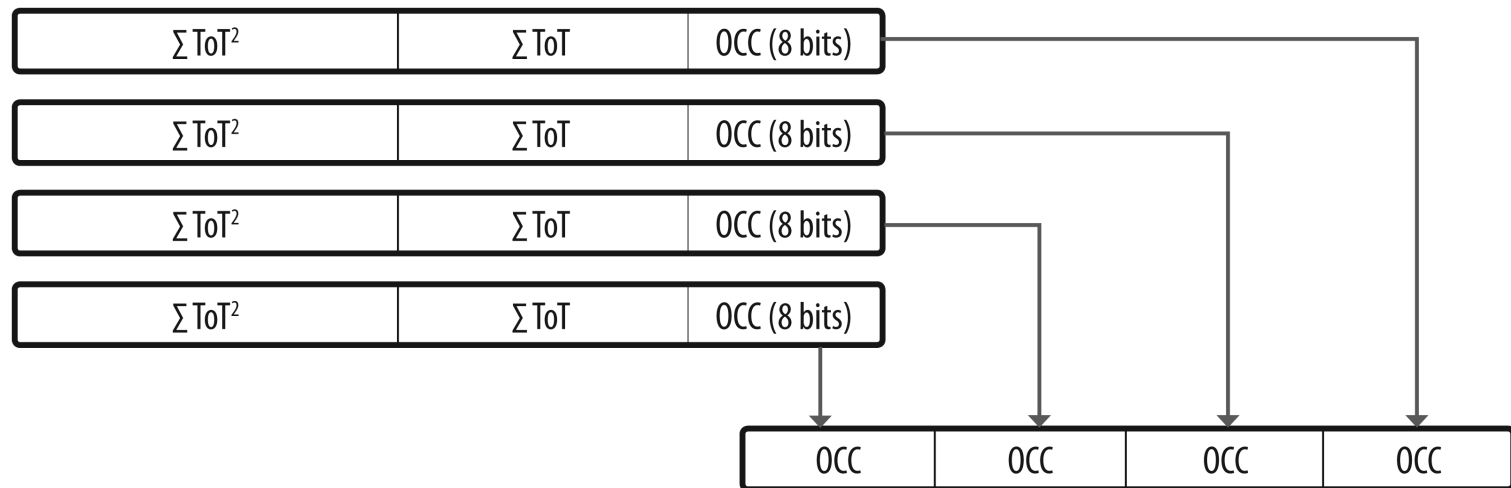 ∑ ToT² ∑ ToT OCC (8 bits)
∑ ToT² ∑ ToT OCC (8 bits)
∑ ToT² ∑ ToT OCC (8 bits)
∑ ToT² ∑ ToT OCC (8 bits)
OCC OCC OCC OCC